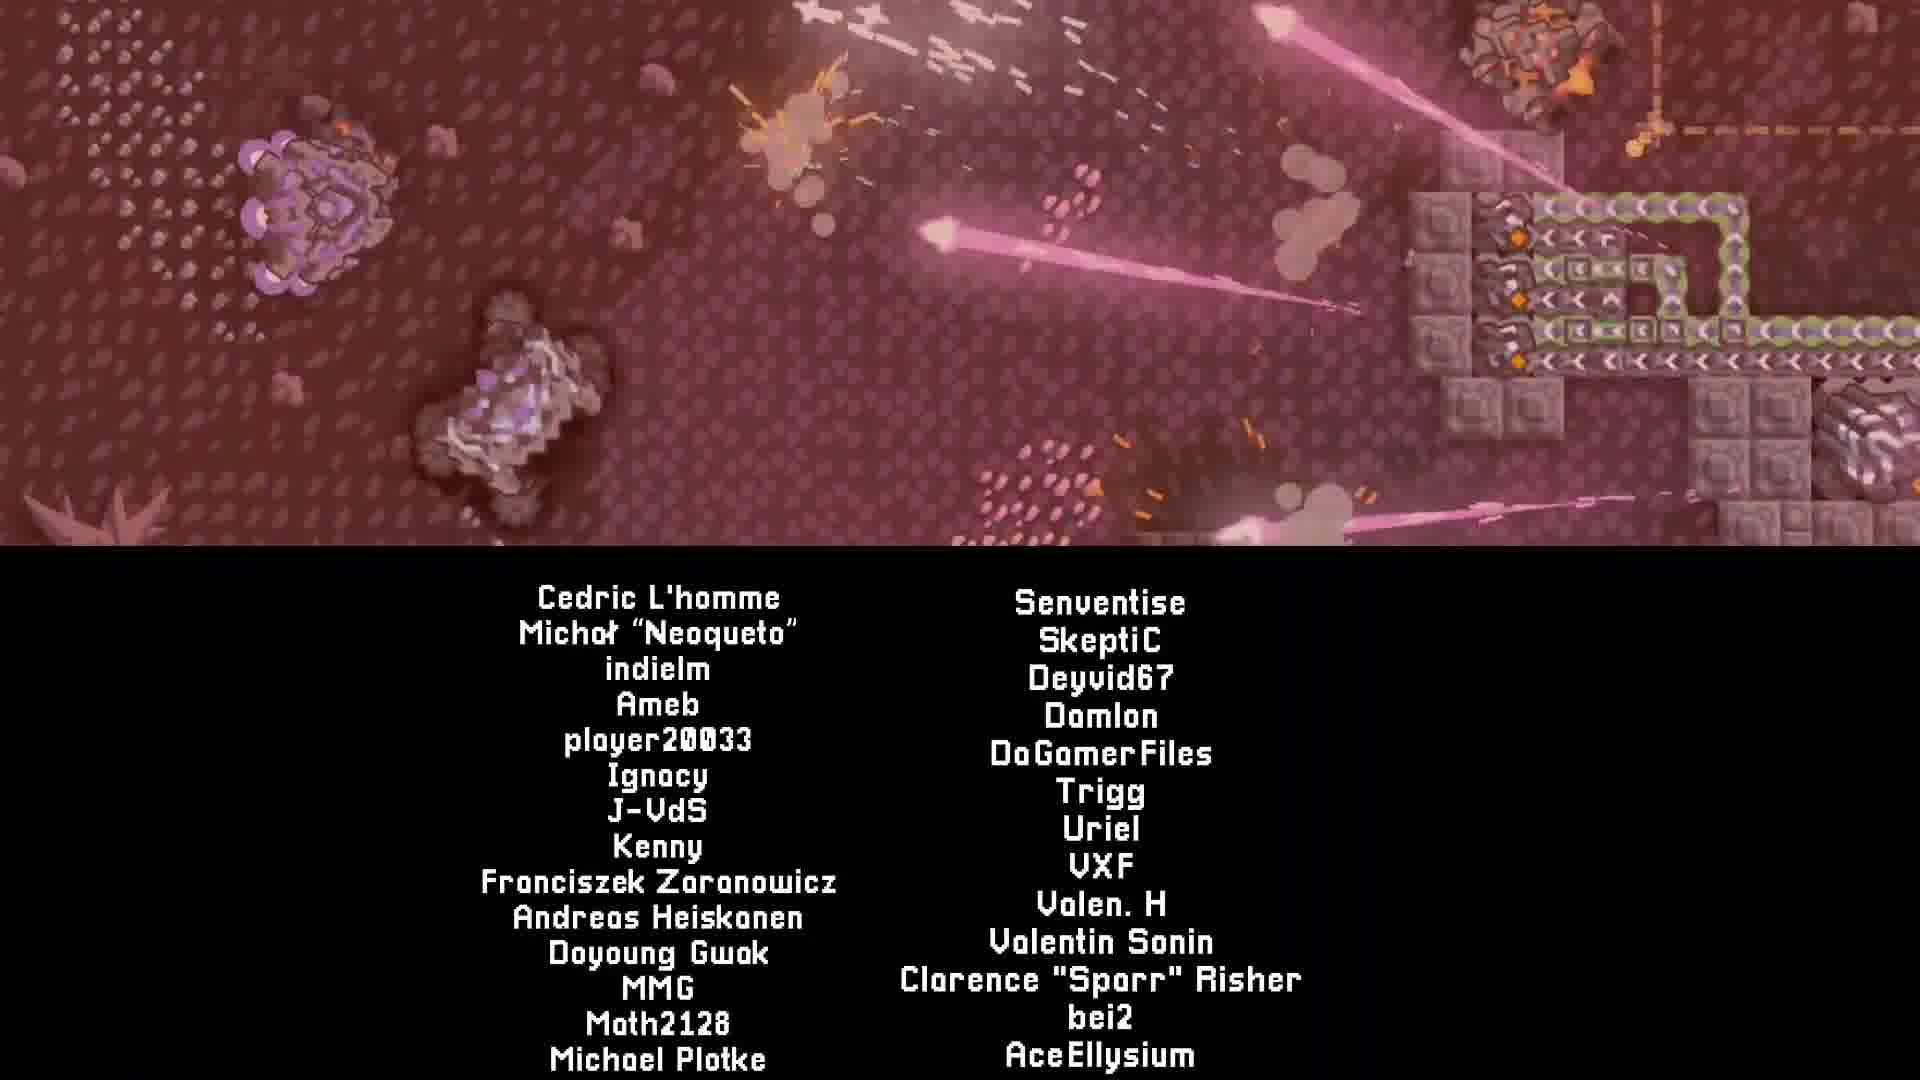 Cedric L'homme
Michał “Neoqueto”
indielm
Ameb
player20033
Ignacy
J-VdS
Kenny
Franciszek Zaranowicz
Andreas Heiskanen
Doyoung Gwak
MMG
Math2128
Michael Plotke
Senventise
SkeptiC
Deyvid67
Damlon
DaGamerFiles
Trigg
Uriel
VXF
Valen. H
Valentin Sonin
Clarence "Sparr" Risher
bei2
AceEllysium